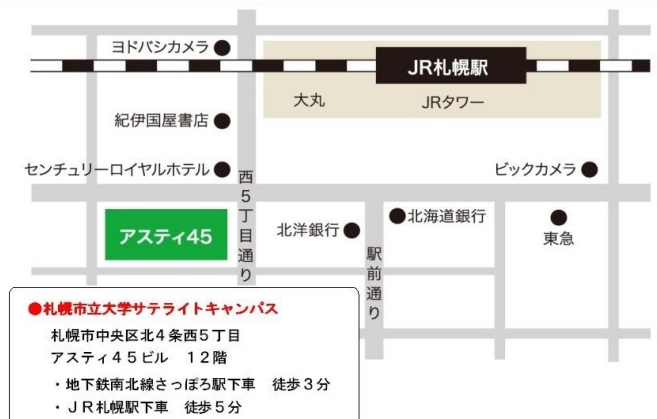 ヨドバシカメラ
JR札幌駅
大丸
JRタワー
紀伊国屋書店
センチュリーロイヤルホテル
ビックカメラ
西5丁目通り
アスティ45
北洋銀行
北海道銀行
東急
駅前通り
●札幌市立大学サテライトキャンパス
札幌市中央区北4条西5丁目
アスティ45ビル　12階
・地下鉄南北線さっぽろ駅下車　徒歩3分
・JR札幌駅下車　徒歩5分